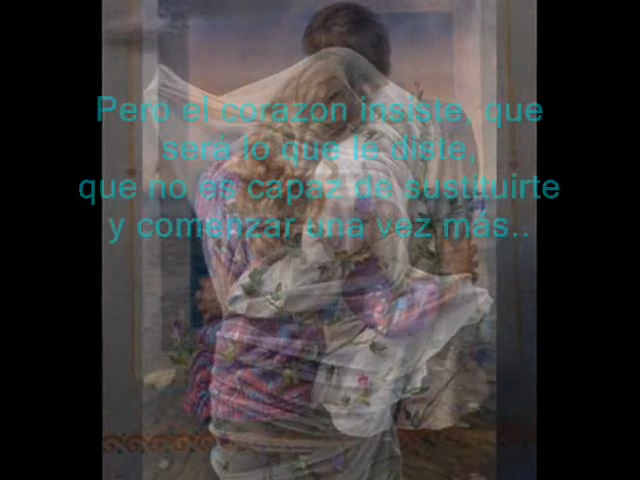 Pero el corazon insiste, que
será lo que le diste,
que no es capaz de sustituirte
y comenzar una vez más..